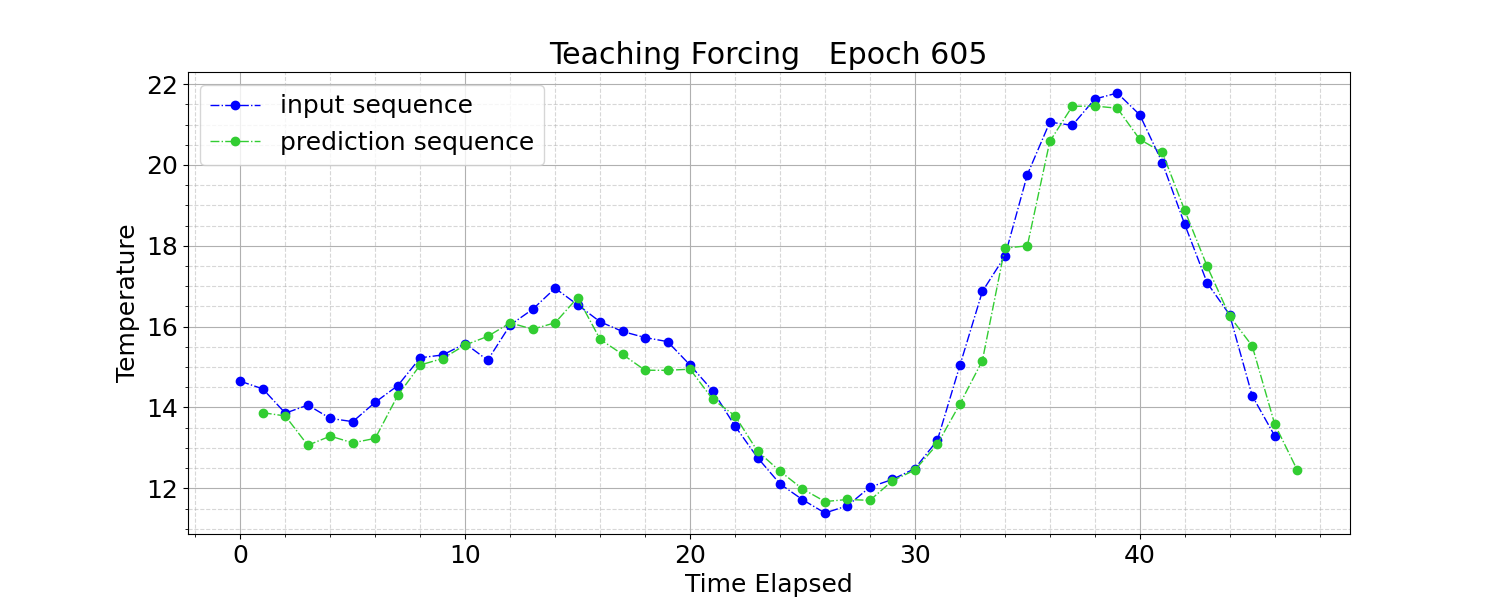 Teaching Forcing   Epoch 605
input sequence
prediction sequence
Temperature
22
20
18
16
14
12
0 10 20 30 40
Time Elapsed